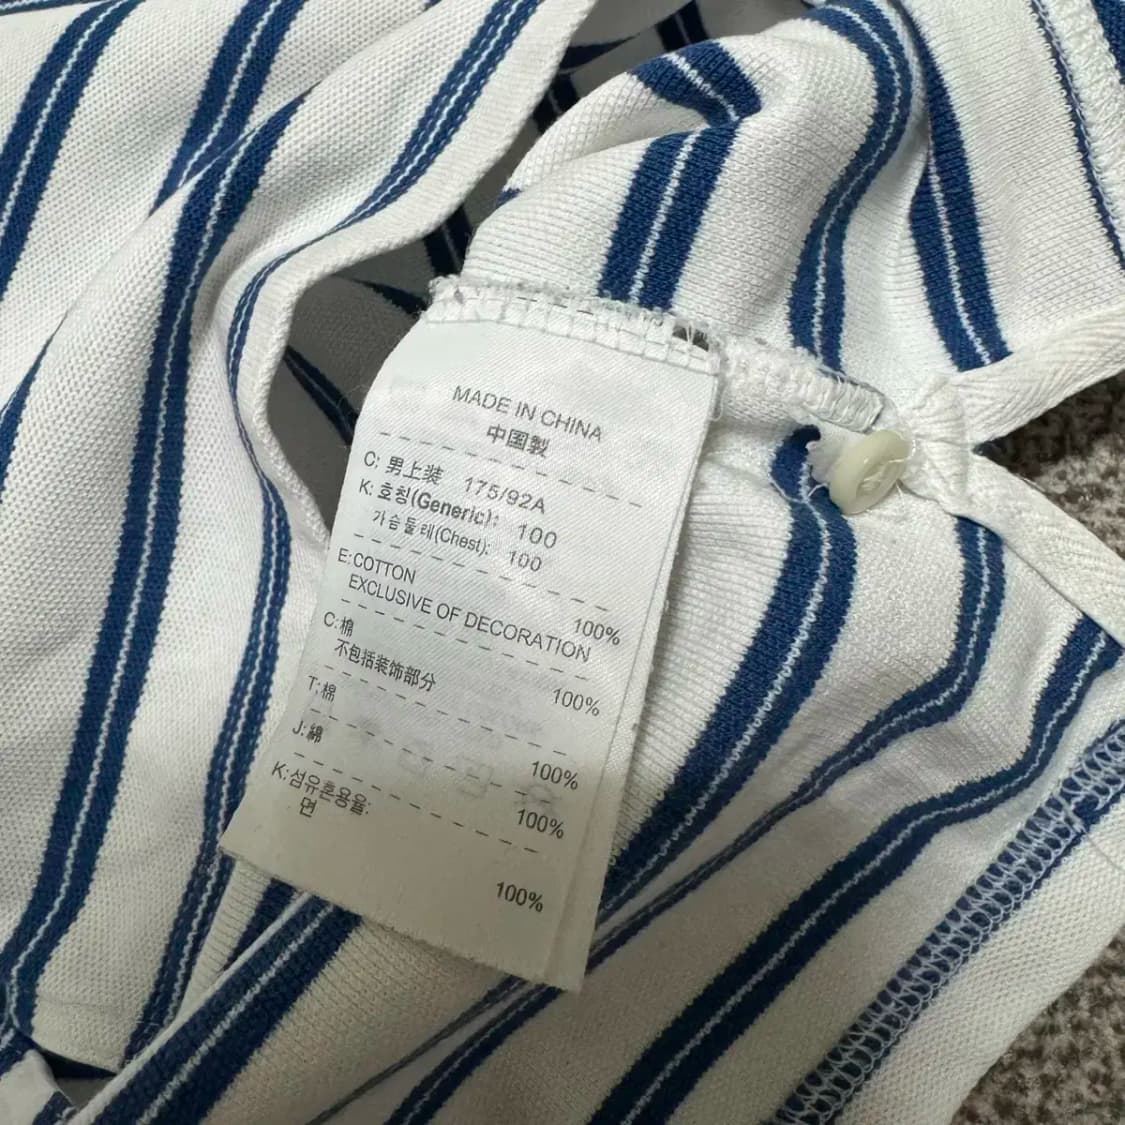 MADE IN CHINA
中国製
C: 男上装 175/92A
K: 호칭(Generic): 100
가슴둘레(Chest): 100
E: COTTON 100%
EXCLUSIVE OF DECORATION
C: 棉 100%
不包括装饰部分
T: 棉 100%
J: 綿 100%
K: 섬유혼용율:
면 100%